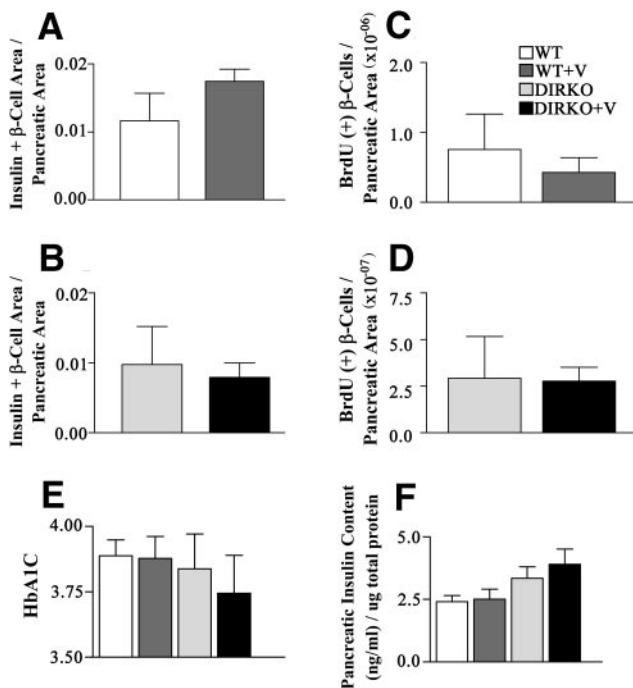 A
Insulin + β-Cell Area /
Pancreatic Area
0.02
0.01
0.00
C
BrdU (+) β-Cells /
Pancreatic Area (x10-06)
2.0
1.0
0.0
WT
WT+V
DIRKO
DIRKO+V
B
Insulin + β-Cell Area /
Pancreatic Area
0.02
0.01
0.00
D
BrdU (+) β-Cells /
Pancreatic Area (x10-07)
7.5
5.0
2.5
0.0
E
HbA1C
4.00
3.75
3.50
F
Pancreatic Insulin Content
(ng/ml) / ug total protein
5.0
2.5
0.0